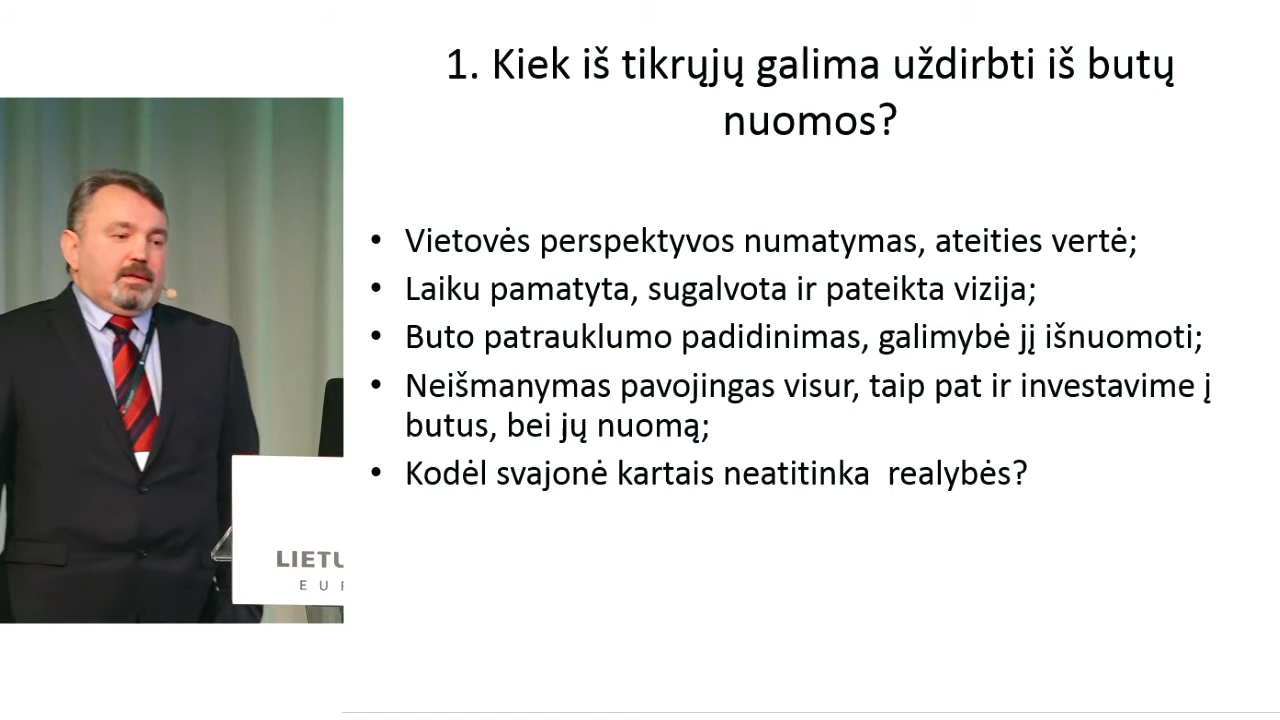 1. Kiek iš tikrųjų galima uždirbti iš butų
nuomos?
• Vietovės perspektyvos numatymas, ateities vertė;
• Laiku pamatyta, sugalvota ir pateikta vizija;
• Buto patrauklumo padidinimas, galimybė jį išnuomoti;
• Neišmanymas pavojingas visur, taip pat ir investavime į
butus, bei jų nuomą;
• Kodėl svajonė kartais neatitinka  realybės?
LIETU
EUR